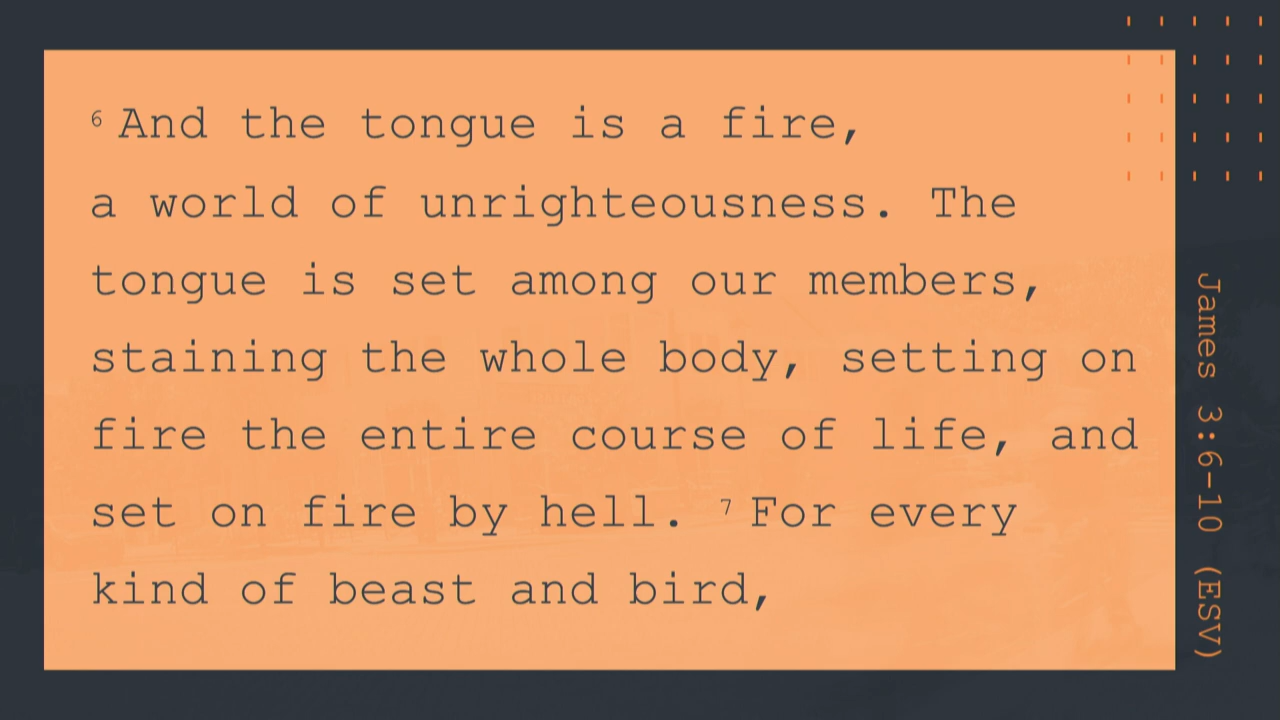 6 And the tongue is a fire,
a world of unrighteousness. The
tongue is set among our members,
staining the whole body, setting on
fire the entire course of life, and
set on fire by hell. 7 For every
kind of beast and bird,
James 3:6-10 (ESV)